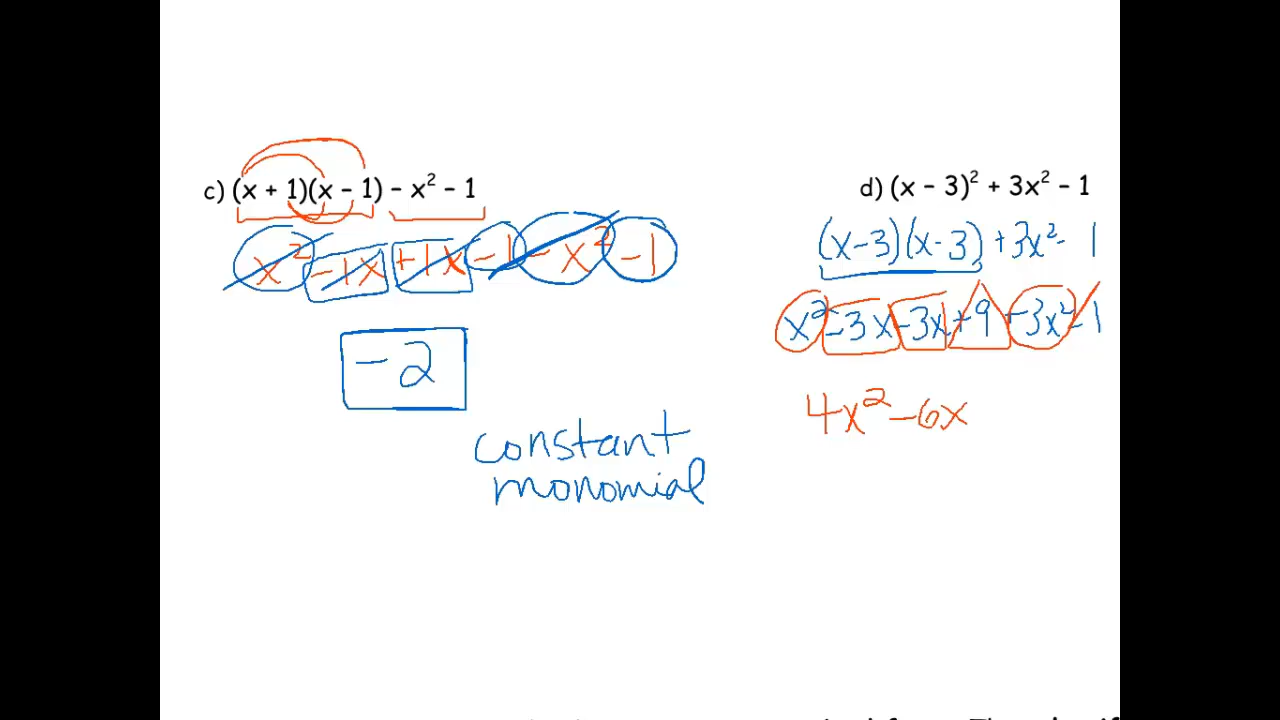 c) (x + 1)(x - 1) - x² - 1
x² -1x +1x -1 -x² -1
-2
constant
monomial
d) (x - 3)² + 3x² - 1
(x-3)(x-3) +3x² - 1
x² -3x -3x +9 +3x² -1
4x² -6x